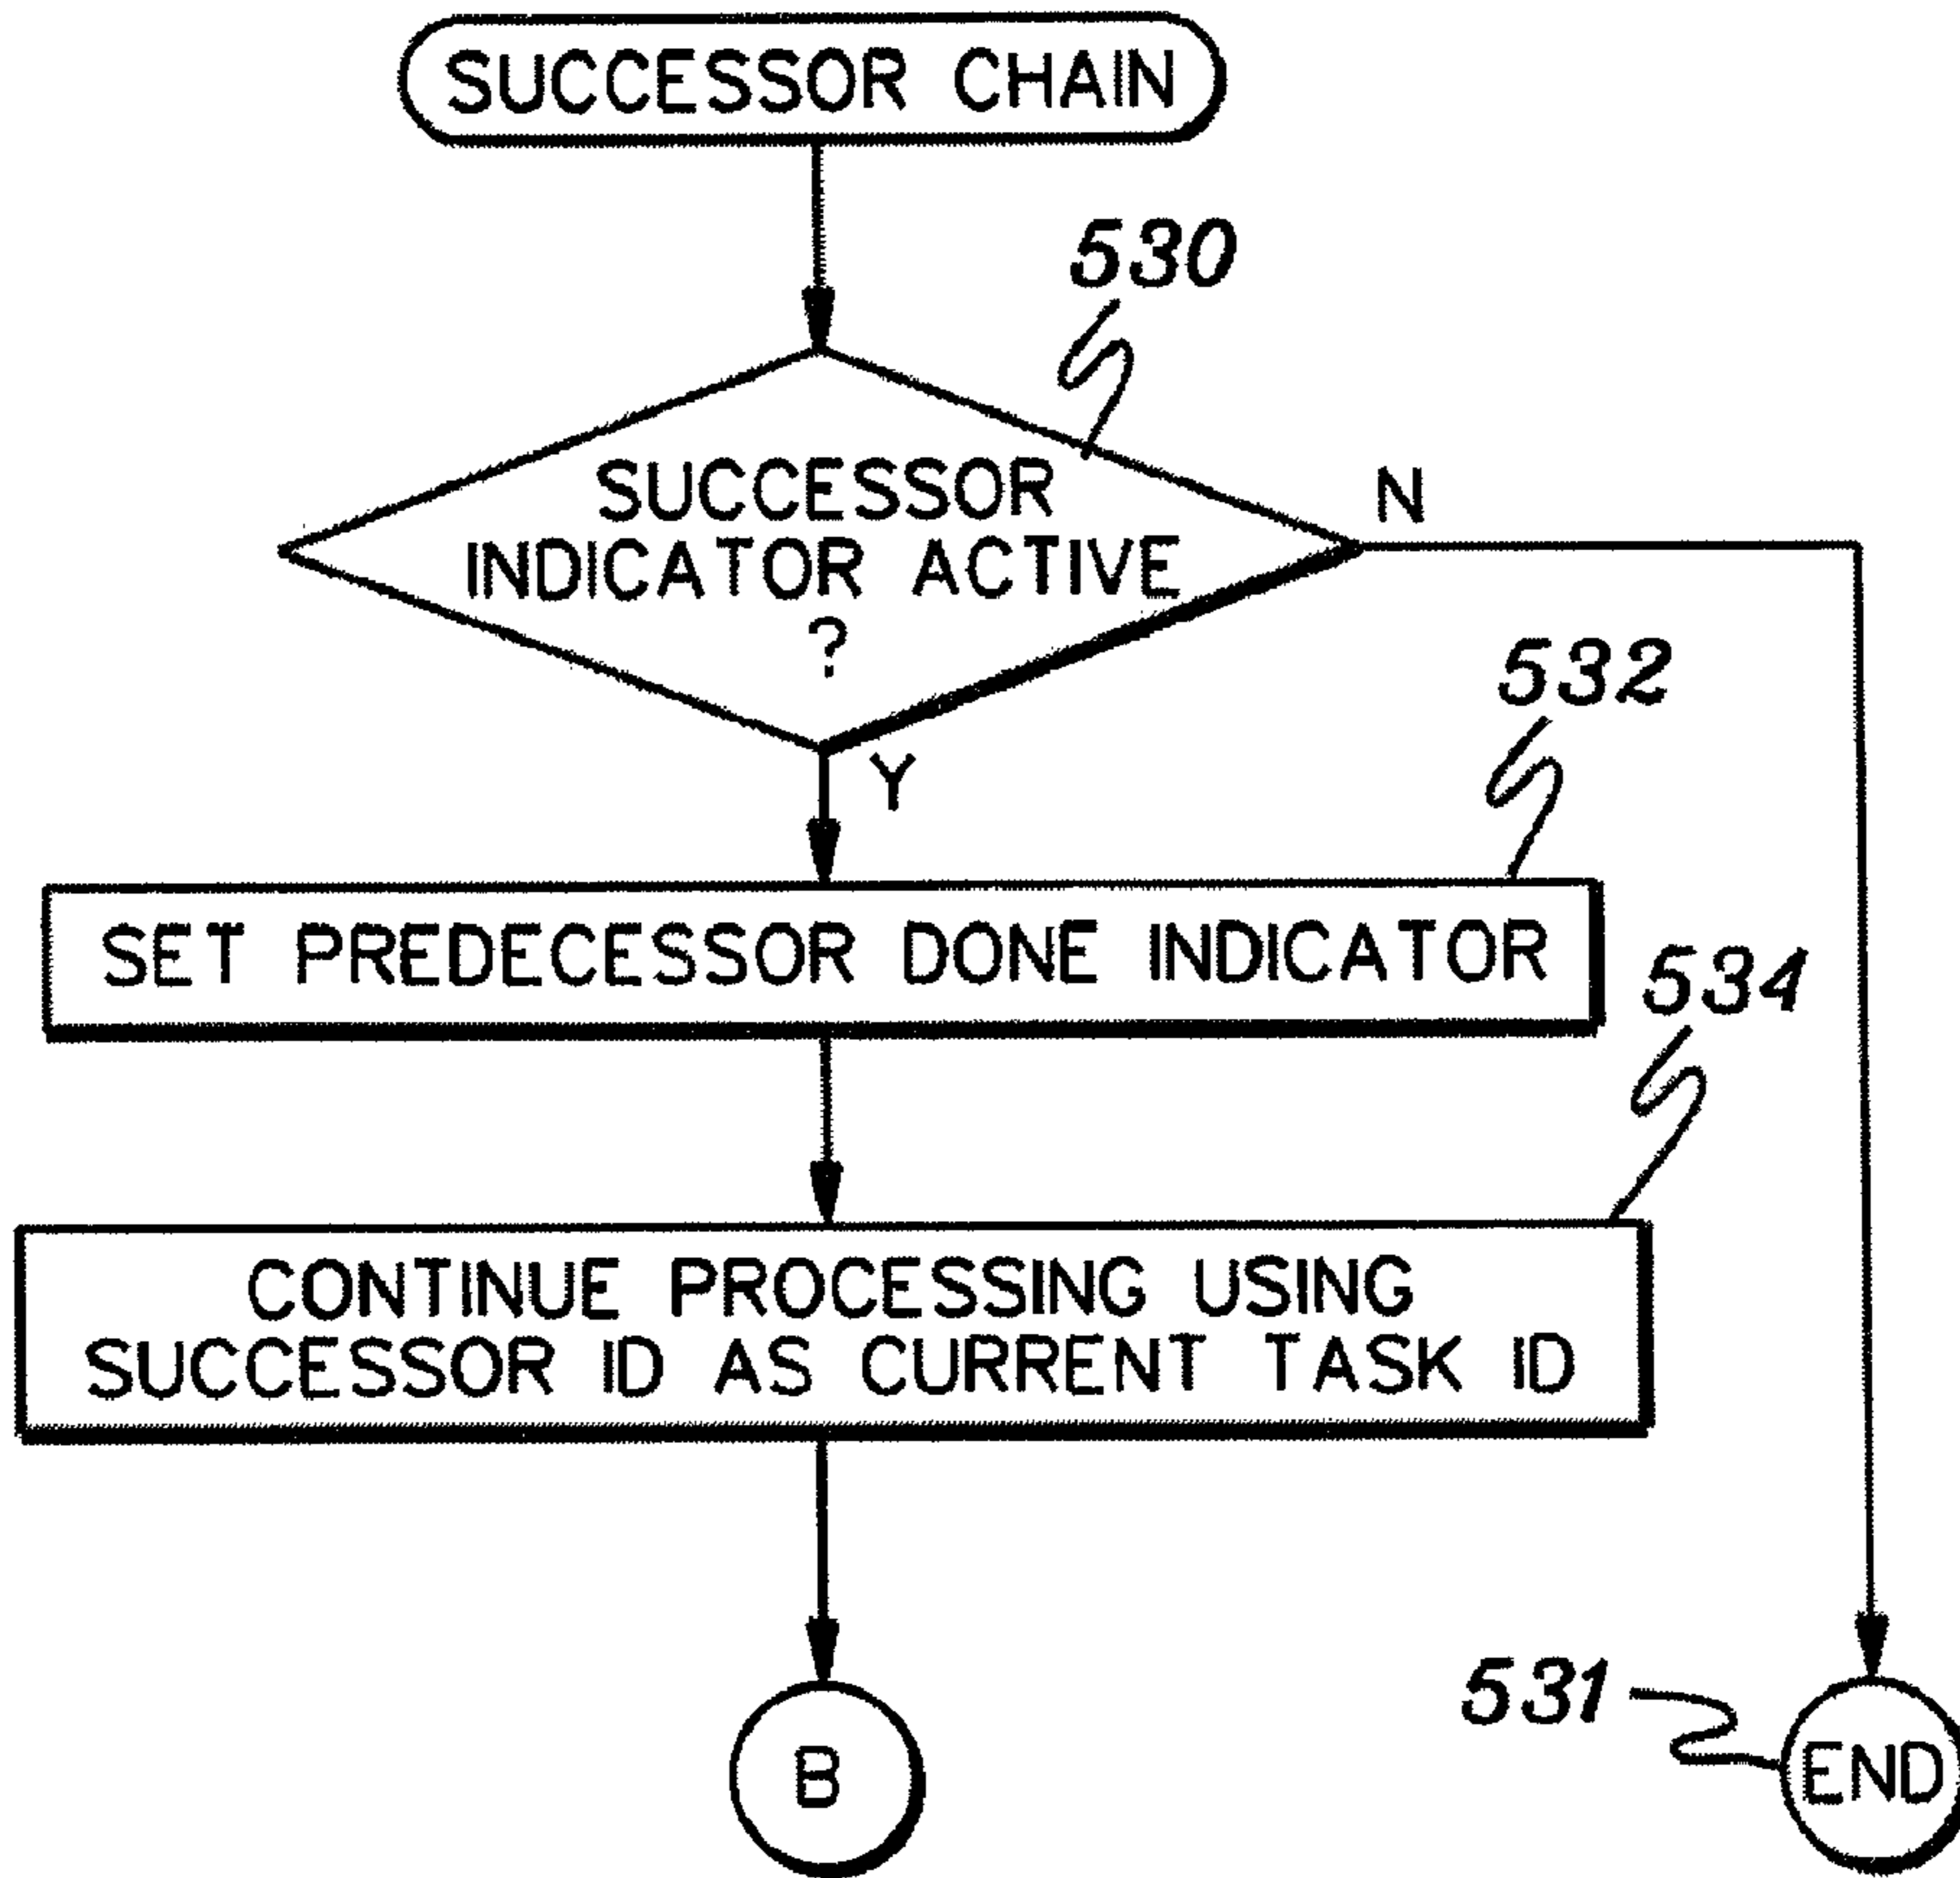 SUCCESSOR CHAIN
530
SUCCESSOR
INDICATOR ACTIVE
?
N
Y
532
SET PREDECESSOR DONE INDICATOR
534
CONTINUE PROCESSING USING
SUCCESSOR ID AS CURRENT TASK ID
531
B
END